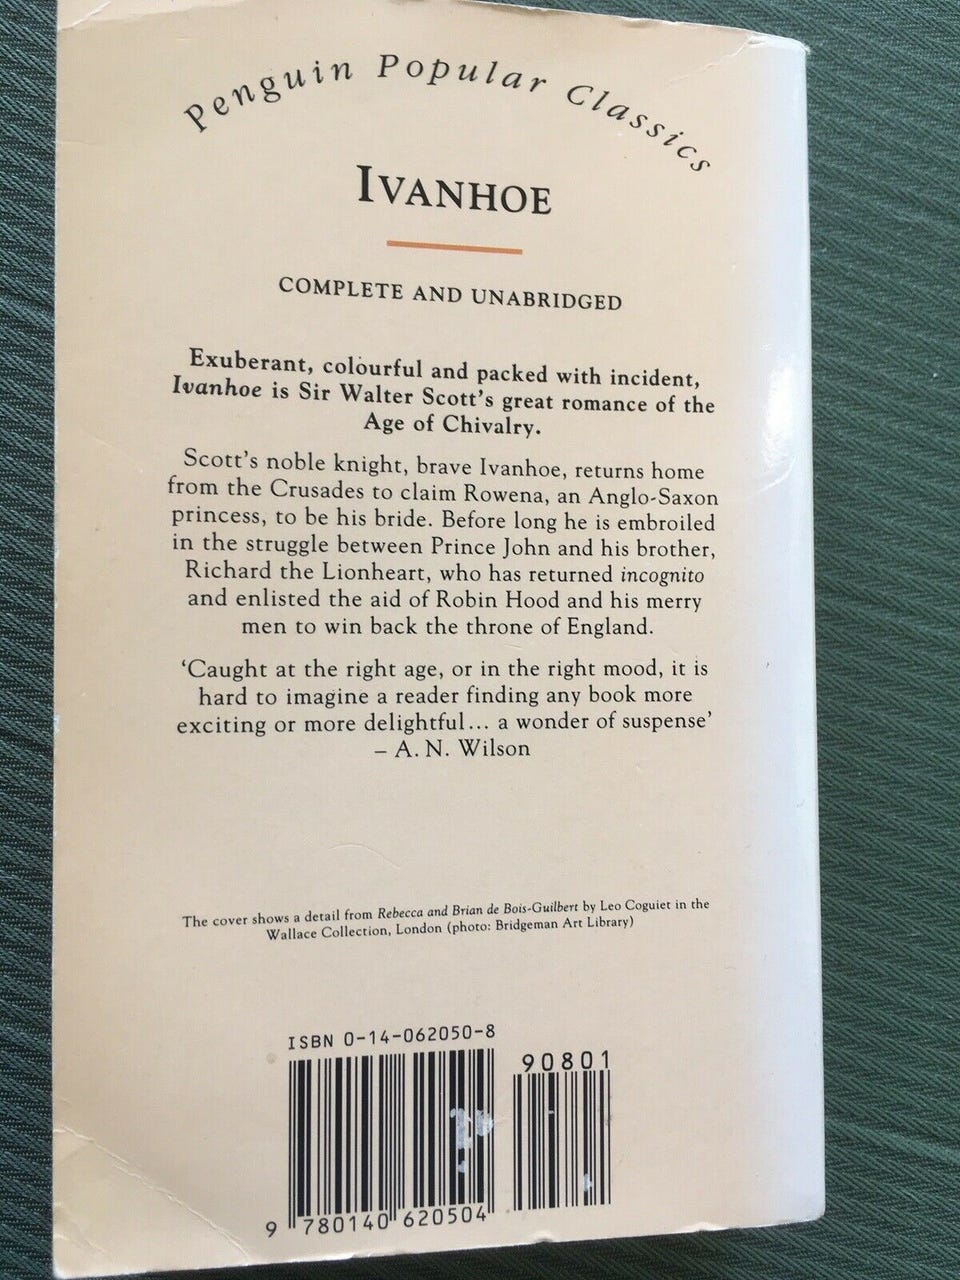 Penguin Popular Classics
IVANHOE
COMPLETE AND UNABRIDGED
Exuberant, colourful and packed with incident,
Ivanhoe is Sir Walter Scott's great romance of the
Age of Chivalry.
Scott's noble knight, brave Ivanhoe, returns home
from the Crusades to claim Rowena, an Anglo-Saxon
princess, to be his bride. Before long he is embroiled
in the struggle between Prince John and his brother,
Richard the Lionheart, who has returned incognito
and enlisted the aid of Robin Hood and his merry
men to win back the throne of England.
'Caught at the right age, or in the right mood, it is
hard to imagine a reader finding any book more
exciting or more delightful... a wonder of suspense'
– A. N. Wilson
The cover shows a detail from Rebecca and Brian de Bois-Guilbert by Leo Coguiet in the
Wallace Collection, London (photo: Bridgeman Art Library)
ISBN 0-14-062050-8
90801
9 780140 620504